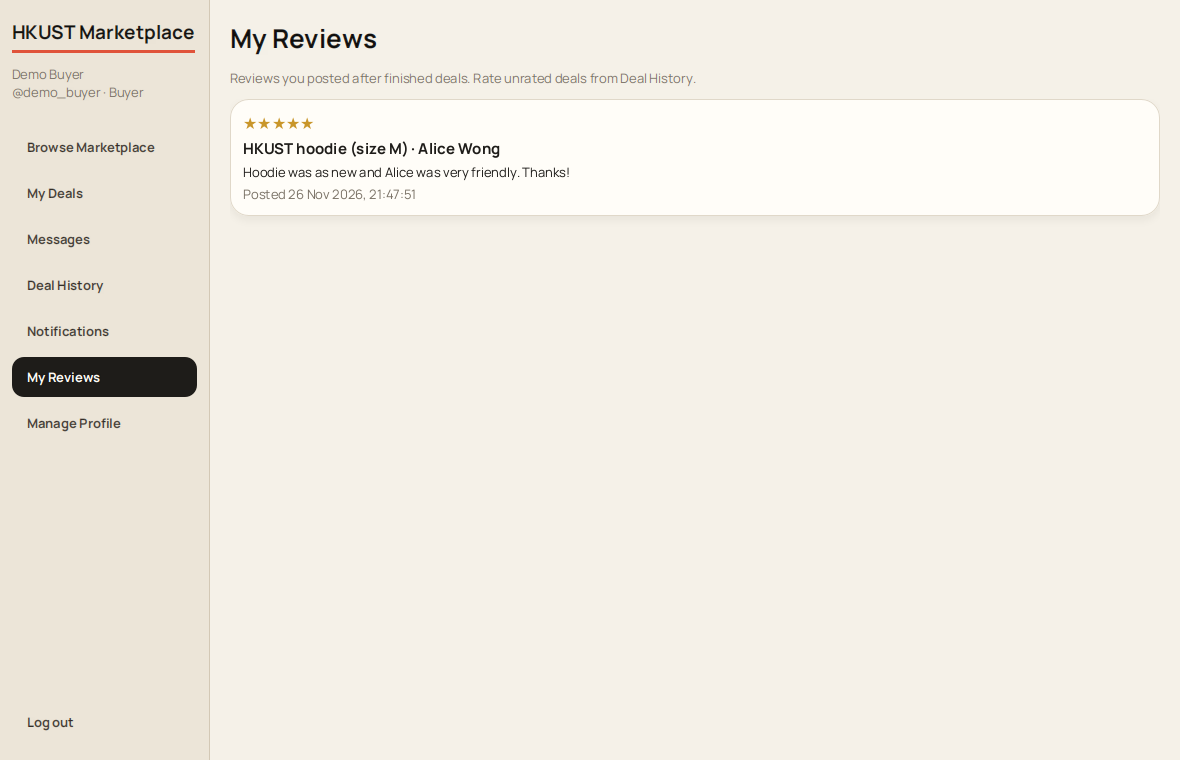 HKUST Marketplace
Demo Buyer
@demo_buyer · Buyer
Browse Marketplace
My Deals
Messages
Deal History
Notifications
My Reviews
Manage Profile
Log out
My Reviews
Reviews you posted after finished deals. Rate unrated deals from Deal History.
★★★★★
HKUST hoodie (size M) · Alice Wong
Hoodie was as new and Alice was very friendly. Thanks!
Posted 26 Nov 2026, 21:47:51